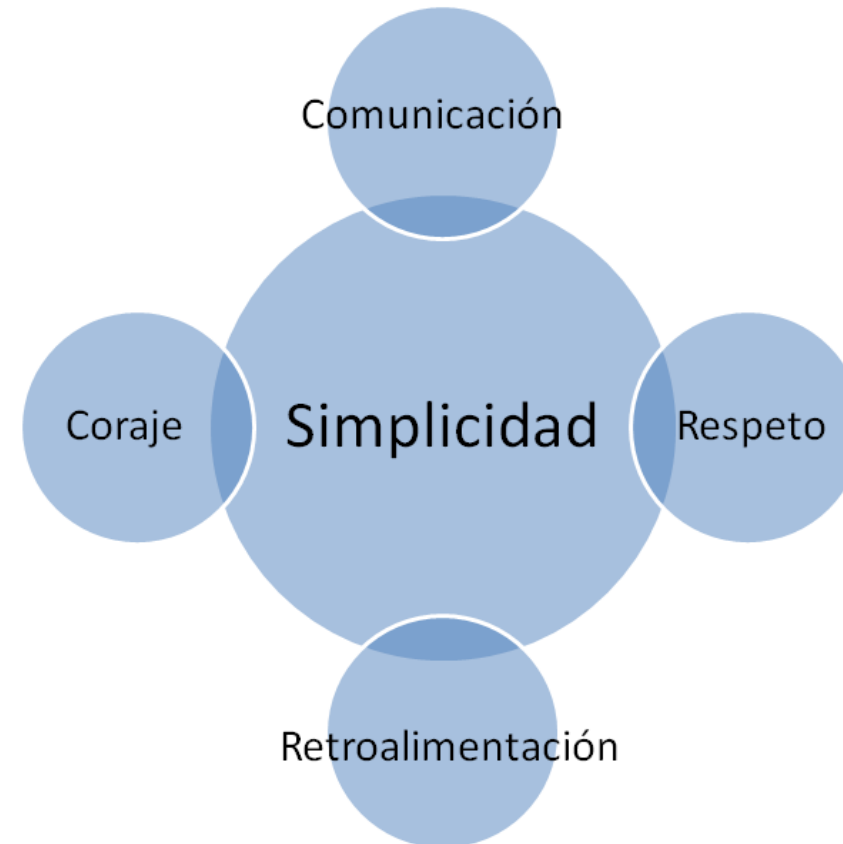 Comunicación
Coraje
Simplicidad
Respeto
Retroalimentación